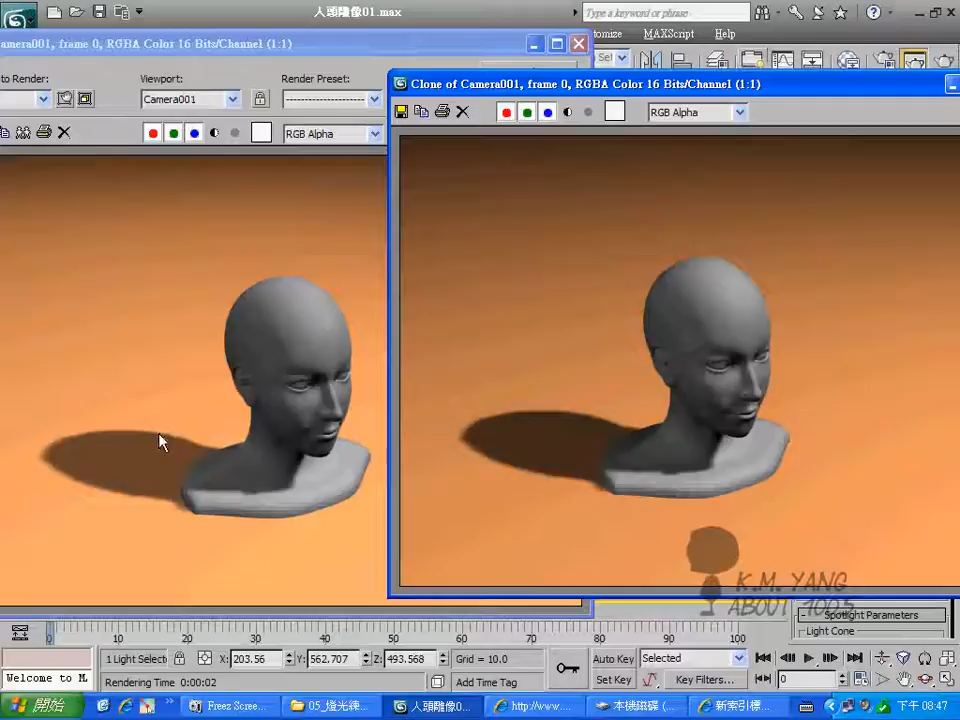 人頭雕像01.max
Type a keyword or phrase
amera001, frame 0, RGBA Color 16 Bits/Channel (1:1)
tomize
MAXScript
Help
Sel
to Render:
Viewport:
Render Preset:
Camera001
RGB Alpha
Clone of Camera001, frame 0, RGBA Color 16 Bits/Channel (1:1)
RGB Alpha
K.M. YANG
ABOUT 1005
Spotlight Parameters
Light Cone
0 10 20 30 40 50 60 70 80 90 100
1 Light Select
X: 203.56
Y: 562.707
Z: 493.568
Grid = 10.0
Auto Key
Selected
Welcome to M
Rendering Time 0:00:02
Add Time Tag
Set Key
Key Filters...
0
開始
Freez Scree...
05_燈光練...
人頭雕像0...
http://www....
本機磁碟 (...
新索引標...
下午 08:47